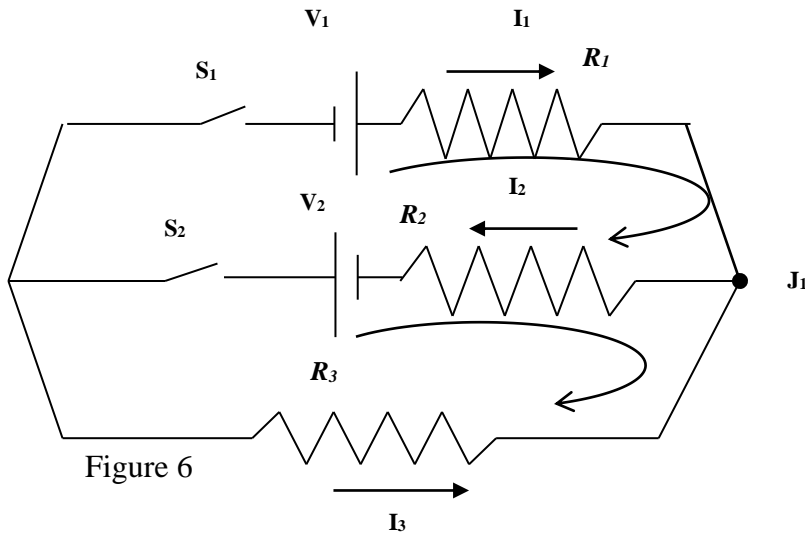 V₁
I₁
R₁
S₁
I₂
V₂
R₂
S₂
J₁
R₃
Figure 6
I₃